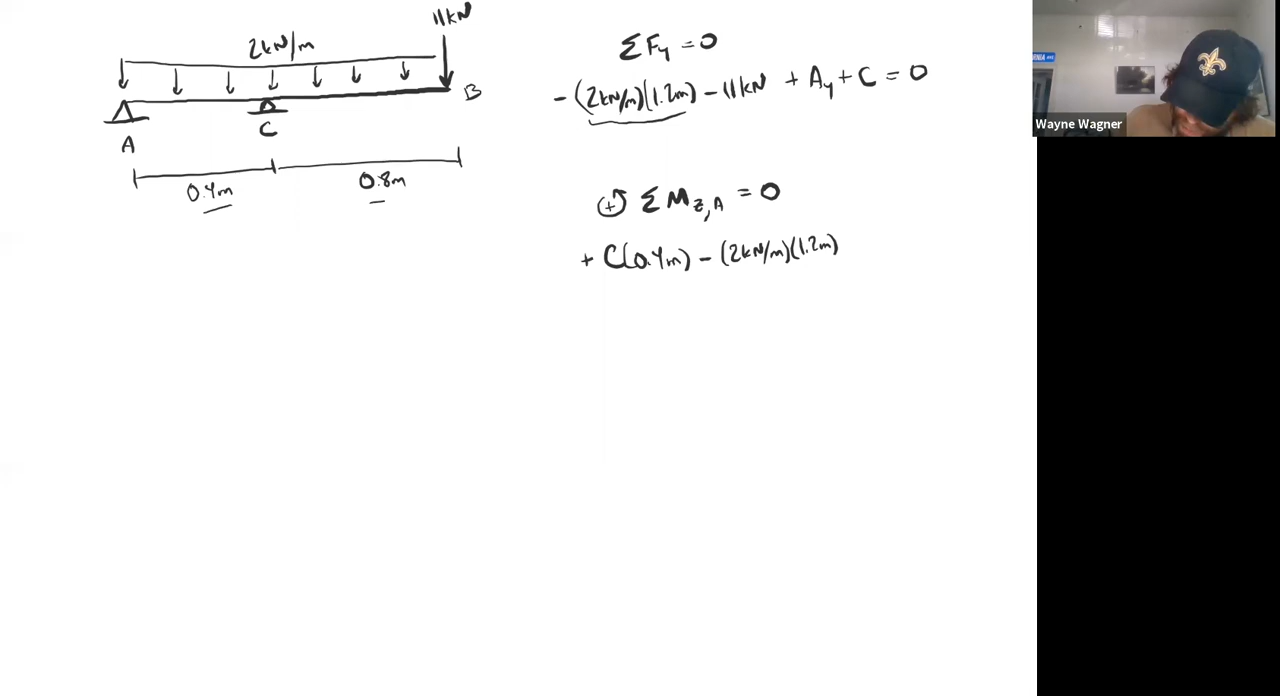 11kN
2kN/m
B
A
C
0.4m
0.8m
ΣFy = 0
- (2kN/m)(1.2m) - 11kN + Ay + C = 0
(+) ΣM z,A = 0
+ C(0.4m) - (2kN/m)(1.2m)
Wayne Wagner